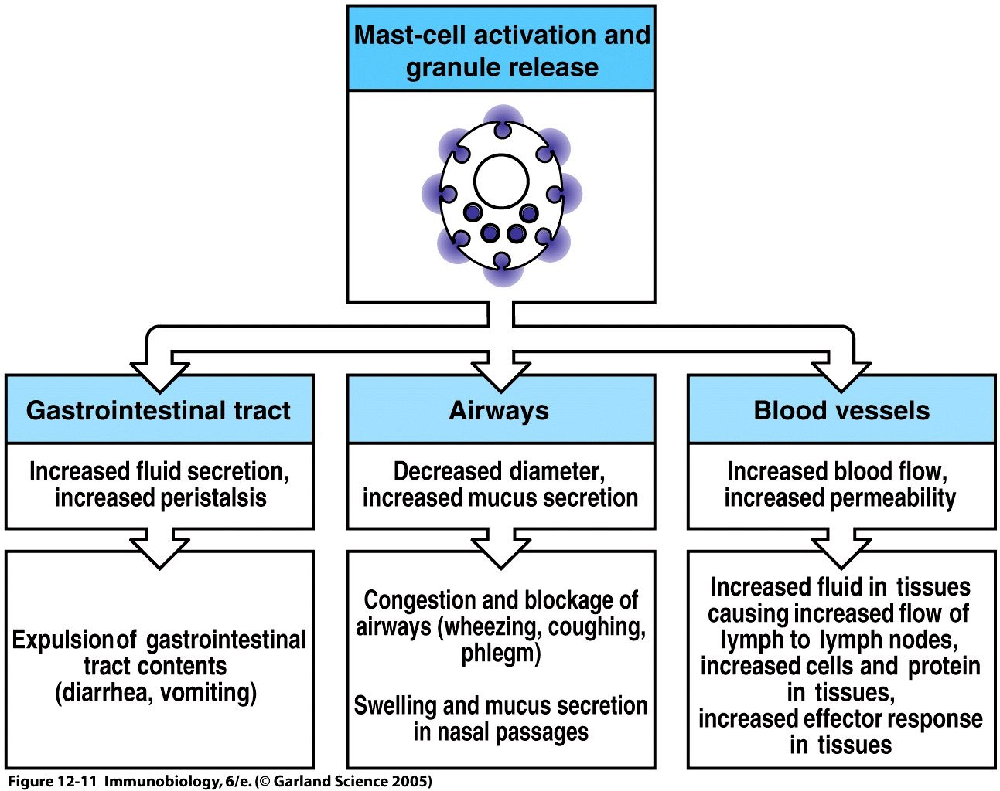 Mast-cell activation and
granule release
Gastrointestinal tract
Increased fluid secretion,
increased peristalsis
Expulsion of gastrointestinal
tract contents
(diarrhea, vomiting)
Airways
Decreased diameter,
increased mucus secretion
Congestion and blockage of
airways (wheezing, coughing,
phlegm)
Swelling and mucus secretion
in nasal passages
Blood vessels
Increased blood flow,
increased permeability
Increased fluid in tissues
causing increased flow of
lymph to lymph nodes,
increased cells and protein
in tissues,
increased effector response
in tissues
Figure 12-11 Immunobiology, 6/e. (© Garland Science 2005)